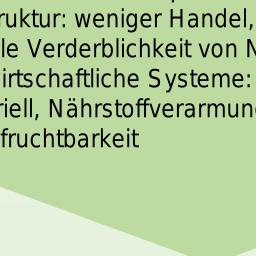 ruktur: weniger Handel,
le Verderblichkeit von N
irtschaftliche Systeme:
riell, Nährstoffverarmun
fruchtbarkeit